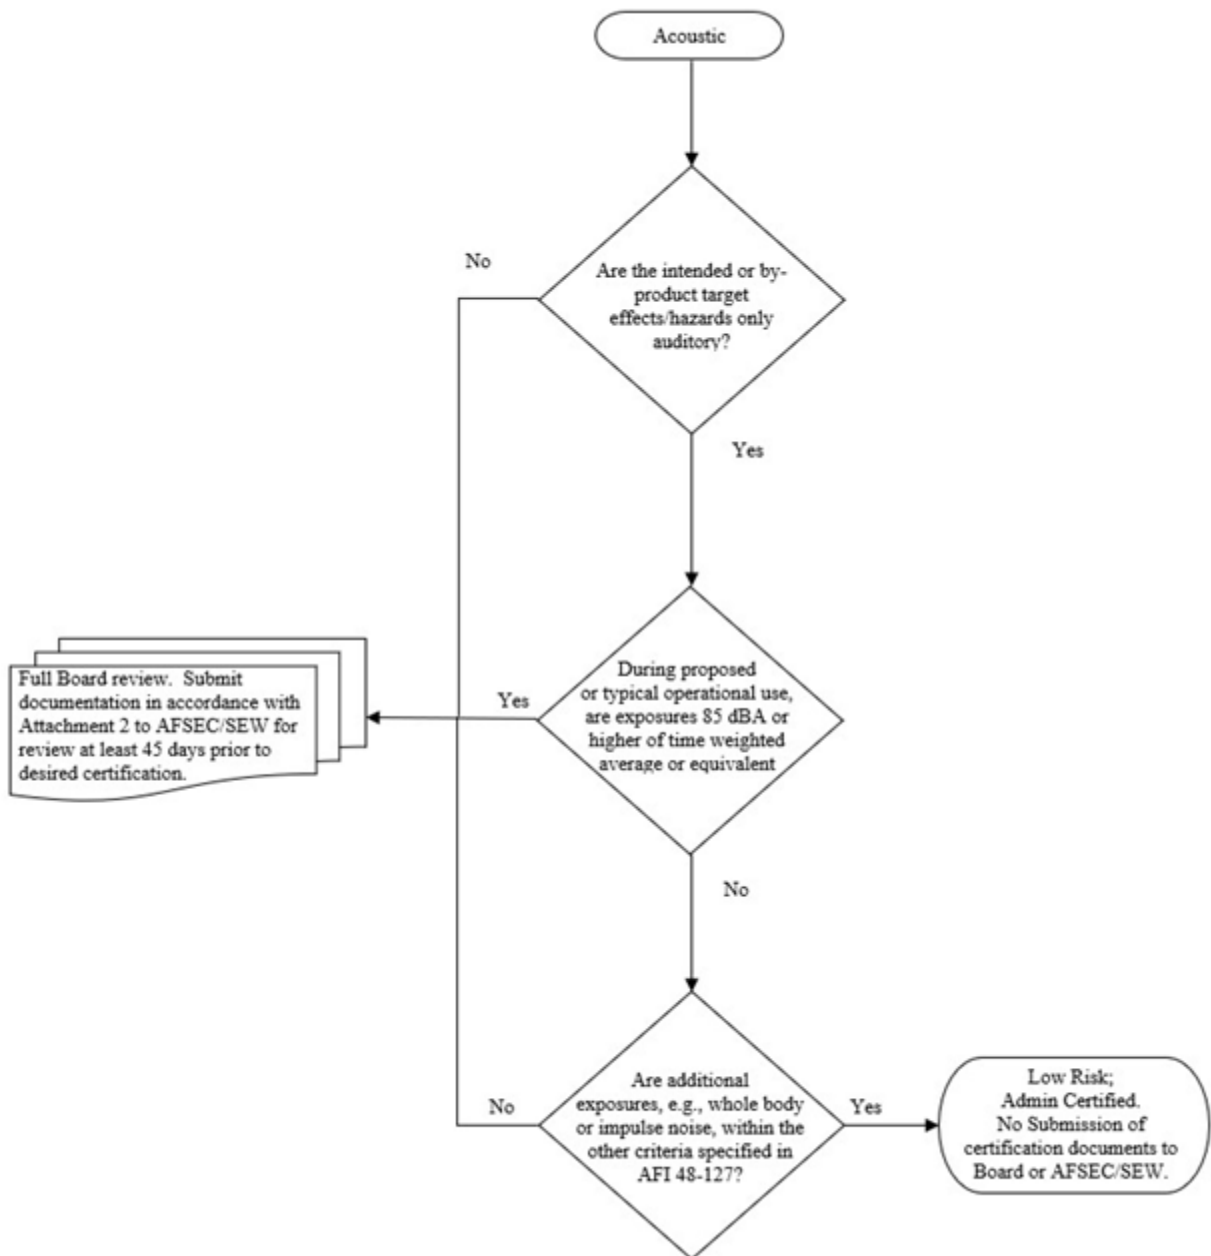 Acoustic
No
Are the intended or by-
product target
effects/hazards only
auditory?
Yes
Full Board review. Submit
documentation in accordance with
Attachment 2 to AFSEC/SEW for
review at least 45 days prior to
desired certification.
Yes
During proposed
or typical operational use,
are exposures 85 dBA or
higher of time weighted
average or equivalent
No
No
Are additional
exposures, e.g., whole body
or impulse noise, within the
other criteria specified in
AFI 48-127?
Yes
Low Risk;
Admin Certified.
No Submission of
certification documents to
Board or AFSEC/SEW.